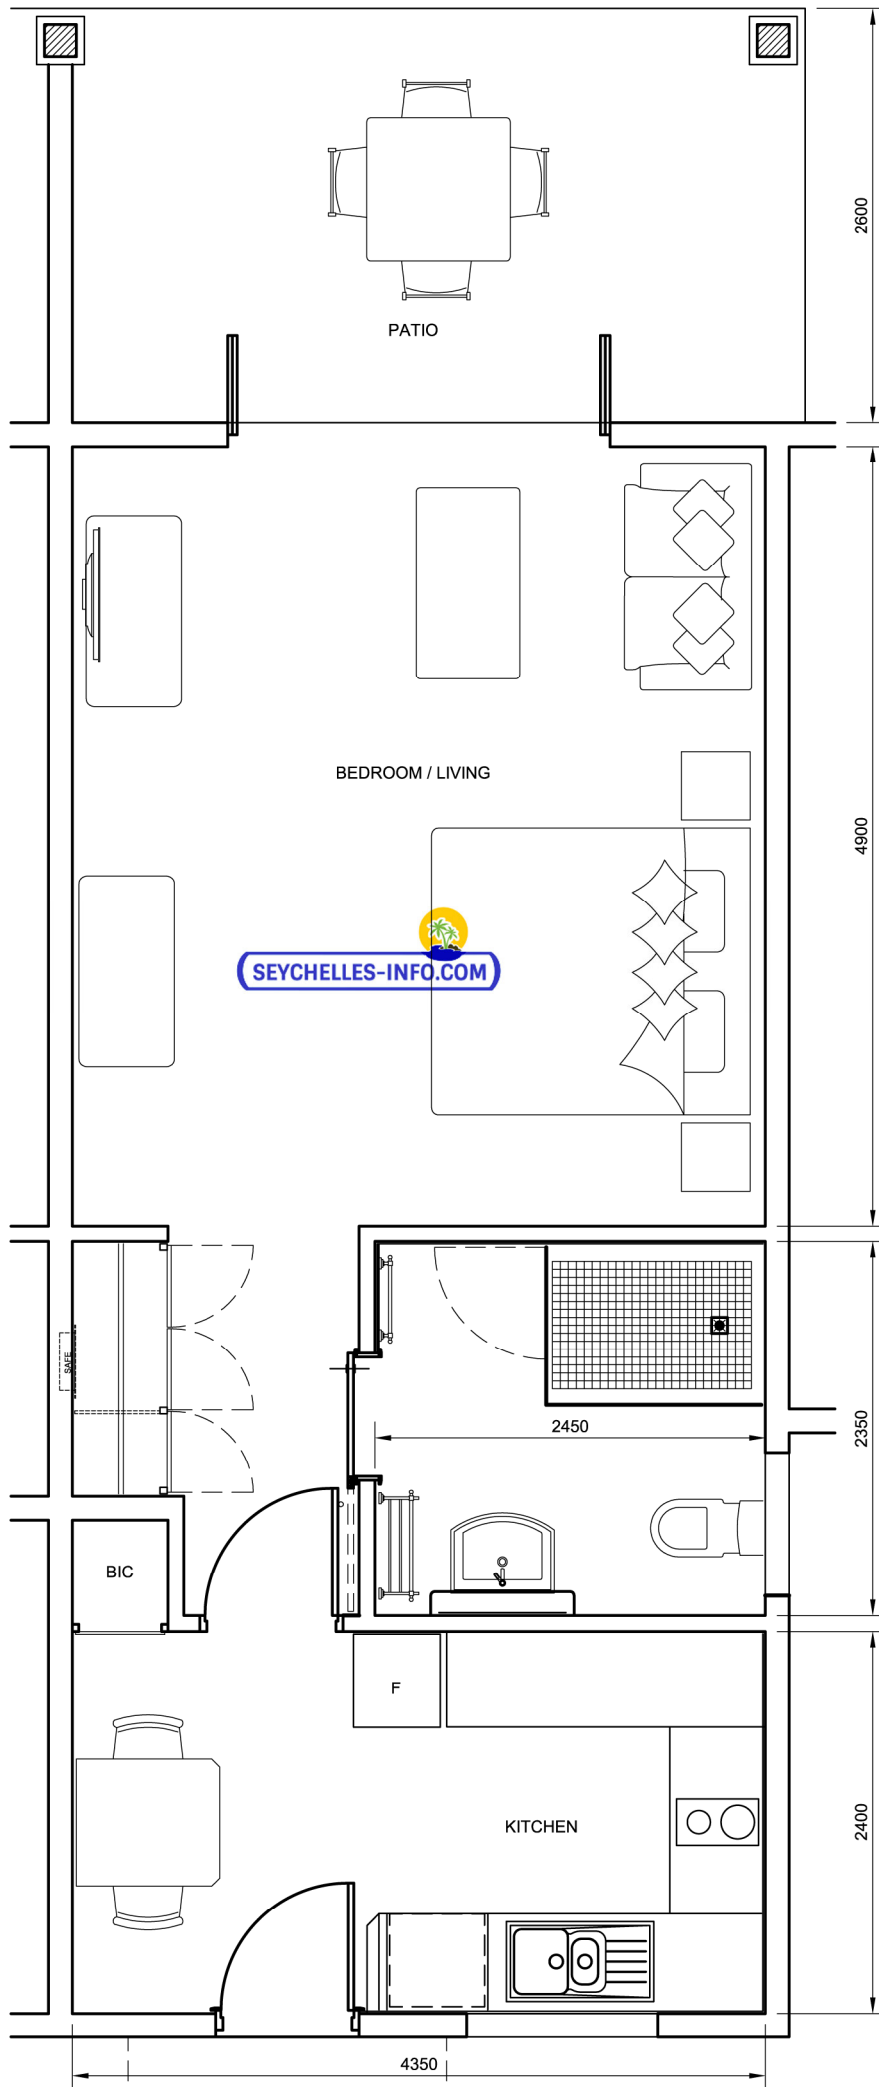 2600
PATIO
BEDROOM / LIVING
4900
SEYCHELLES-INFO.COM
SAFE
2450
2350
BIC
F
KITCHEN
2400
4350